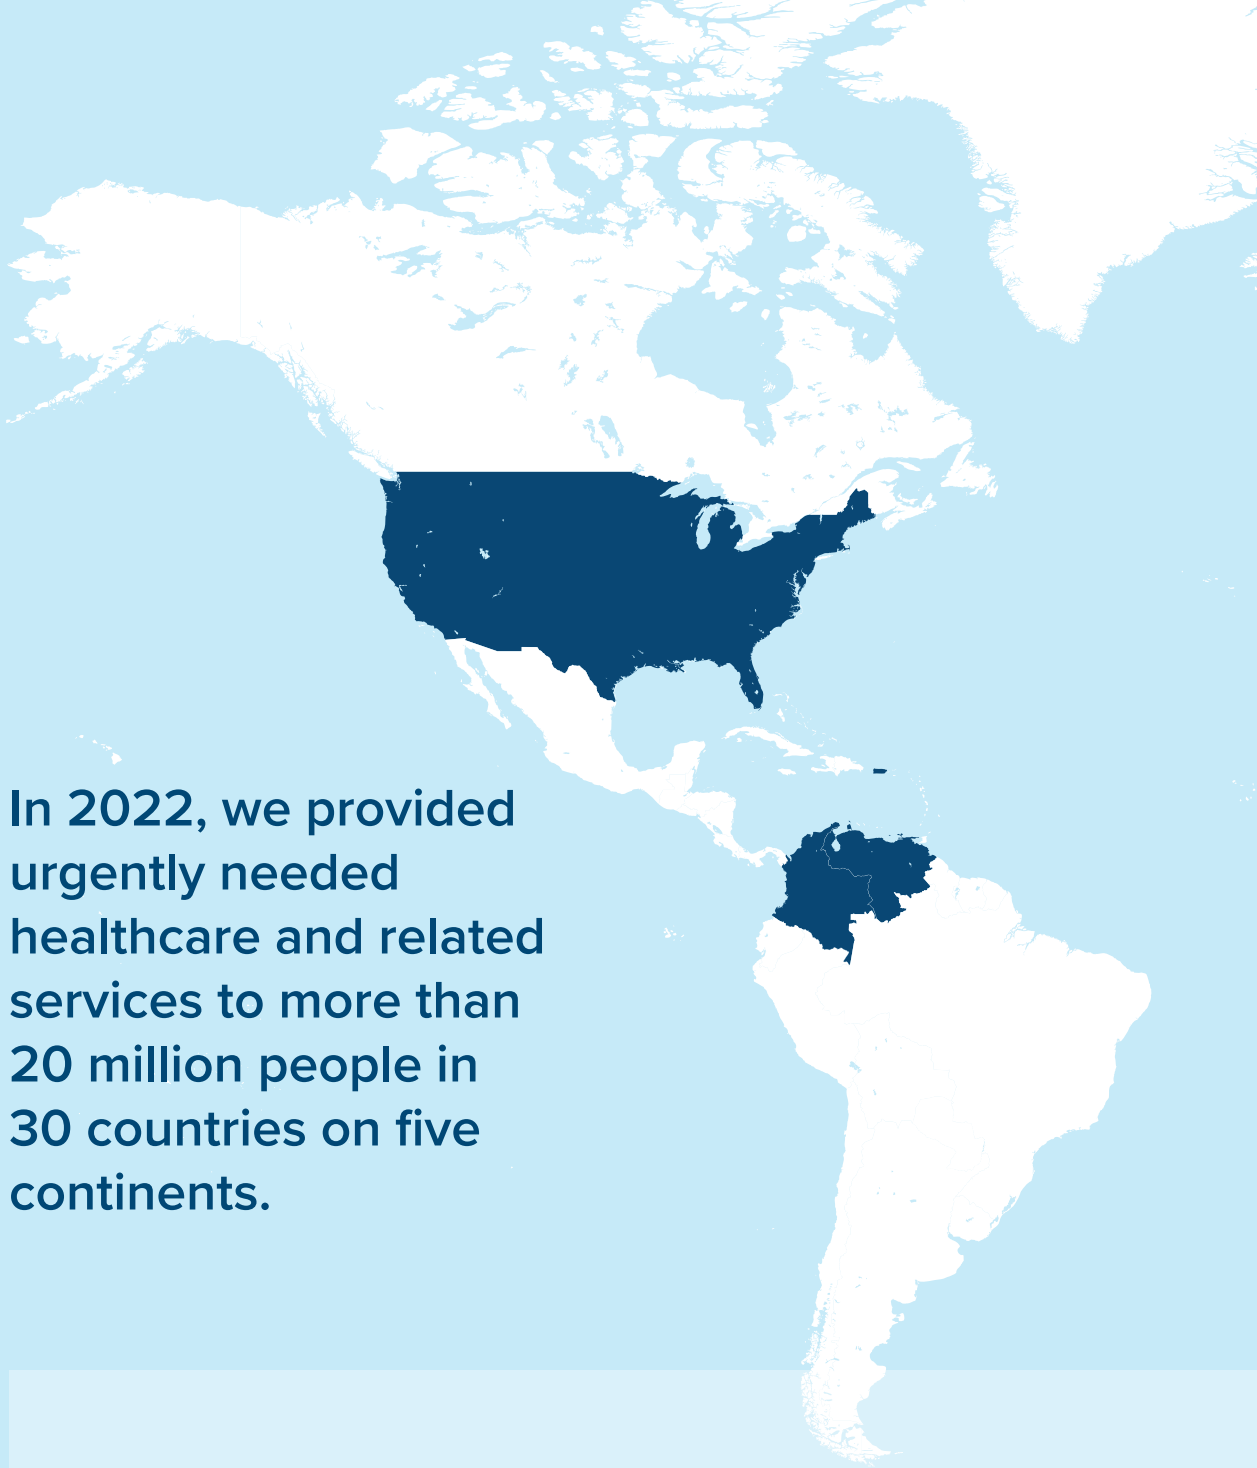 In 2022, we provided
urgently needed
healthcare and related
services to more than
20 million people in
30 countries on five
continents.